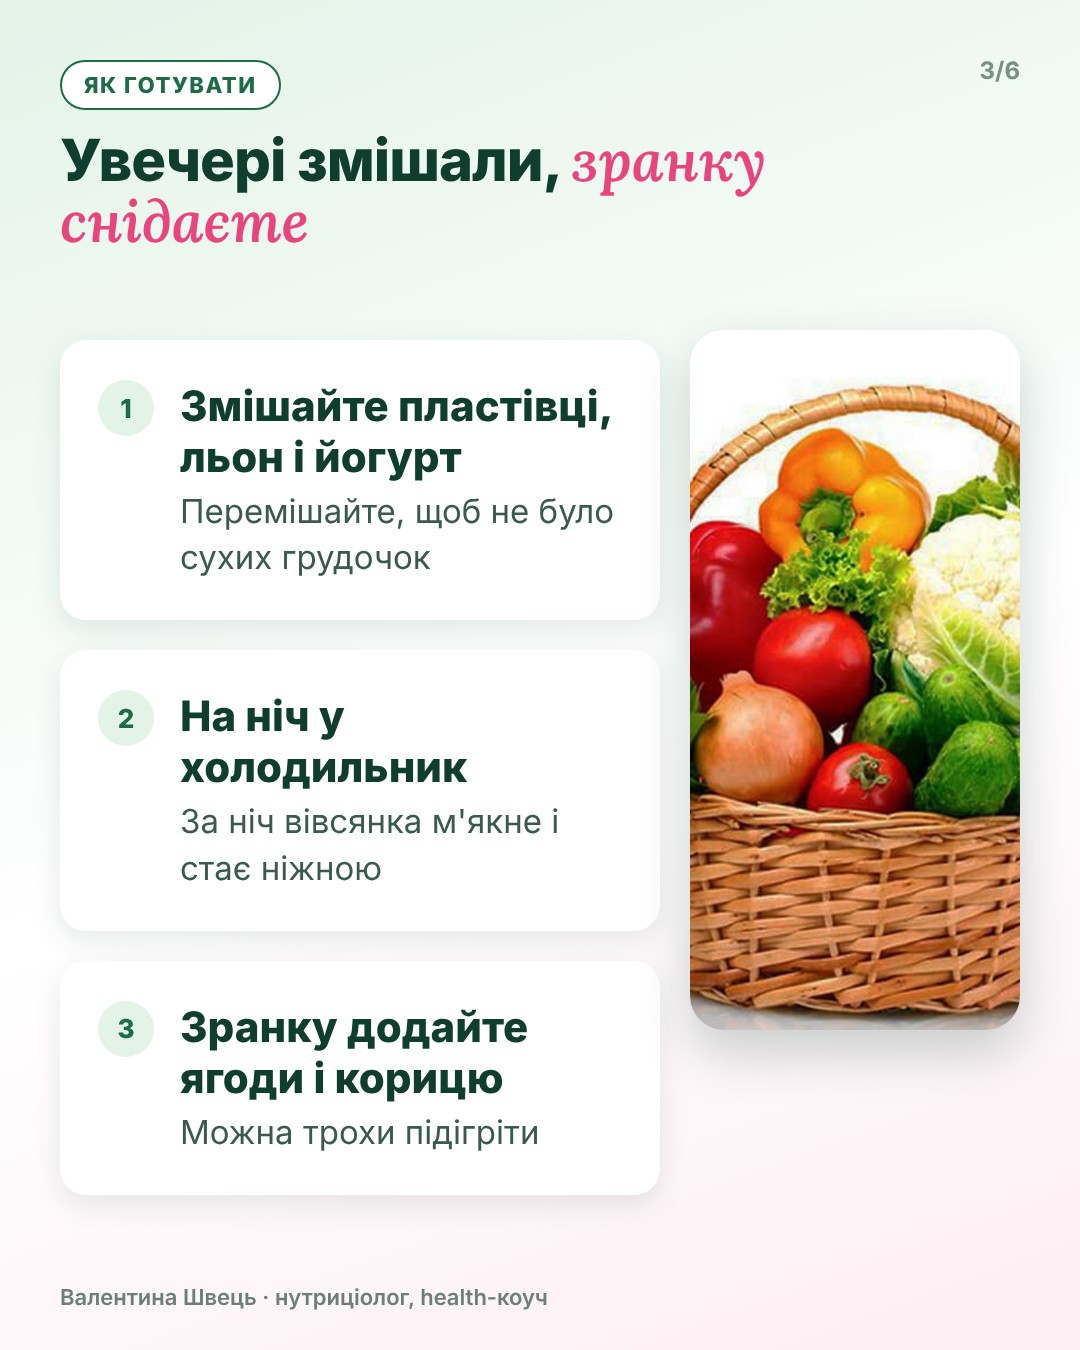 ЯК ГОТУВАТИ
3/6
Увечері змішали, зранку
снідаєте
1
Змішайте пластівці,
льон і йогурт
Перемішайте, щоб не було
сухих грудочок
2
На ніч у
холодильник
За ніч вівсянка м'якне і
стає ніжною
3
Зранку додайте
ягоди і корицю
Можна трохи підігріти
Валентина Швець · нутриціолог, health-коуч